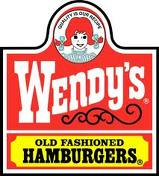 QUALITY IS OUR RECIPE
WENDY'S®
OLD FASHIONED
HAMBURGERS®